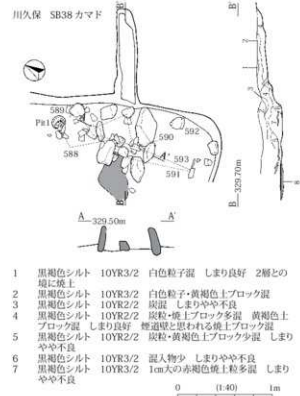 川久保　SB38 カマド
B
B'
589
Pit1
588
590
592
593
591
B'
B 329.70m
1
2
3
8
A 329.50m A'
1　黒褐色シルト　10YR3/2　白色粒子混　しまり良好　2層との
境に焼土
2　黒褐色シルト　10YR3/2　白色粒子・黄褐色土ブロック混
3　黒褐色シルト　10YR2/2　炭混　しまりやや不良
4　黒褐色シルト　10YR2/2　炭粒・焼土ブロック多混　黄褐色土
ブロック混　しまり良好　煙道壁と思われる焼土ブロック混
5　黒褐色シルト　10YR2/2　炭粒・黄褐色土ブロック少混　しまり
やや不良
6　黒褐色シルト　10YR3/2　混入物少　しまりやや不良
7　黒褐色シルト　10YR3/2　1cm大の赤褐色焼土粒多混　しまり
やや不良
0　(1:40)　1m